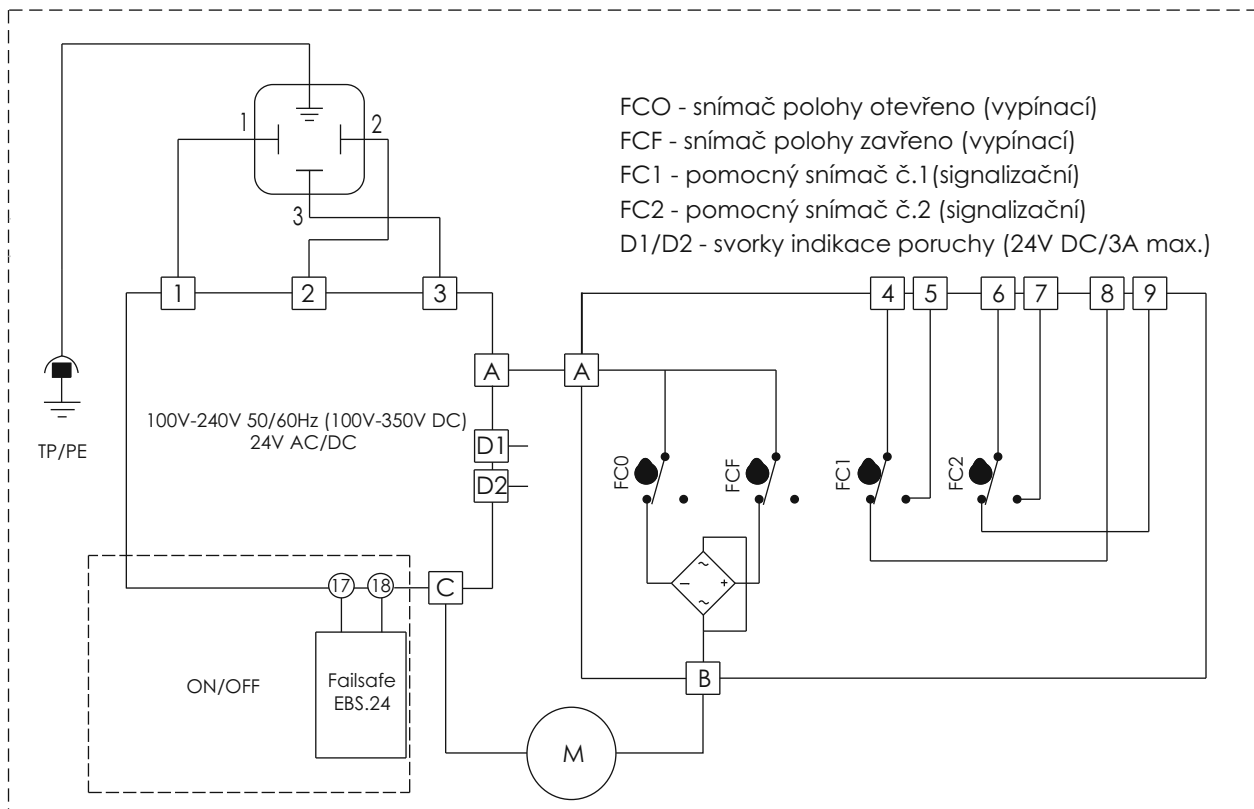 FCO - snímač polohy otevřeno (vypínací)
FCF - snímač polohy zavřeno (vypínací)
FC1 - pomocný snímač č.1(signalizační)
FC2 - pomocný snímač č.2 (signalizační)
D1/D2 - svorky indikace poruchy (24V DC/3A max.)
1
2
3
1
2
3
4
5
6
7
8
9
A
A
TP/PE
100V-240V 50/60Hz (100V-350V DC)
24V AC/DC
D1
D2
FC0
FCF
FC1
FC2
~
-
+
~
17
18
C
ON/OFF
Failsafe
EBS.24
B
M